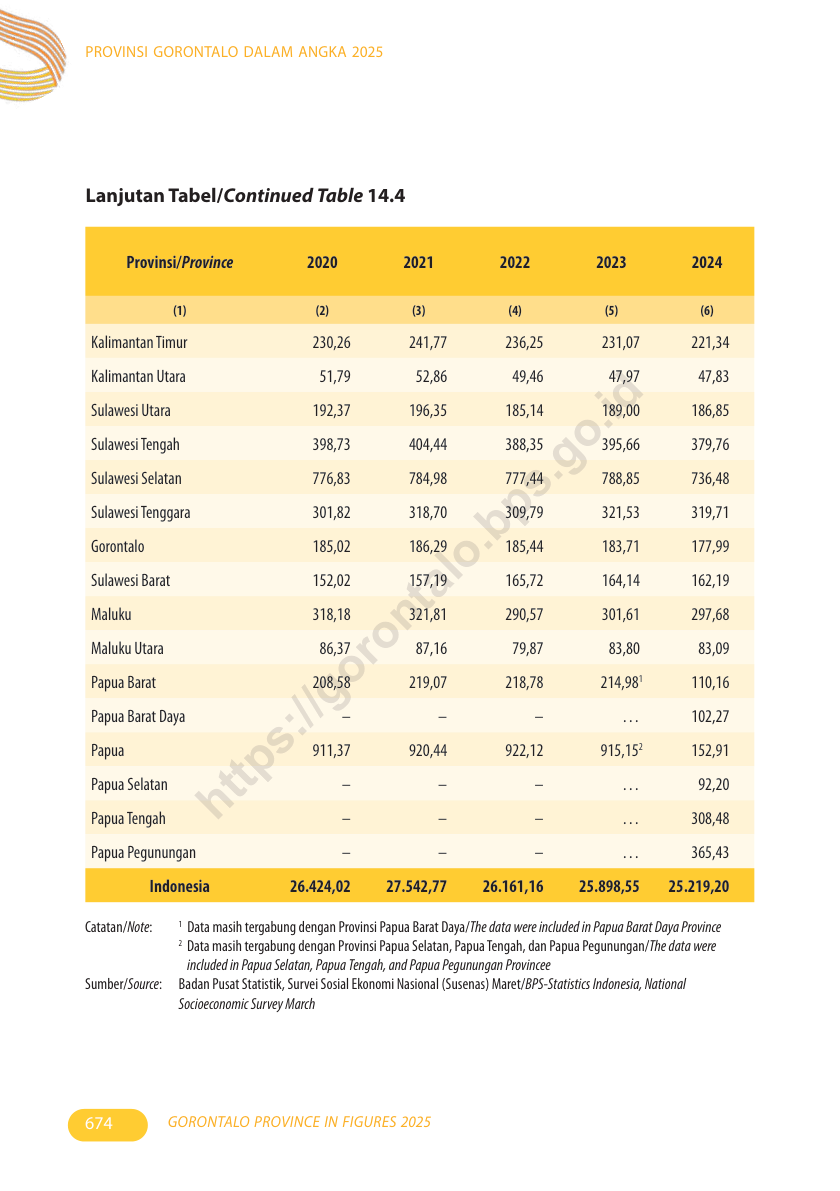 PROVINSI GORONTALO DALAM ANGKA 2025
Lanjutan Tabel/Continued Table 14.4
Provinsi/Province 2020 2021 2022 2023 2024
(1) (2) (3) (4) (5) (6)
Kalimantan Timur 230,26 241,77 236,25 231,07 221,34
Kalimantan Utara 51,79 52,86 49,46 47,97 47,83
Sulawesi Utara 192,37 196,35 185,14 189,00 186,85
Sulawesi Tengah 398,73 404,44 388,35 395,66 379,76
Sulawesi Selatan 776,83 784,98 777,44 788,85 736,48
Sulawesi Tenggara 301,82 318,70 309,79 321,53 319,71
Gorontalo 185,02 186,29 185,44 183,71 177,99
Sulawesi Barat 152,02 157,19 165,72 164,14 162,19
Maluku 318,18 321,81 290,57 301,61 297,68
Maluku Utara 86,37 87,16 79,87 83,80 83,09
Papua Barat 208,58 219,07 218,78 214,98¹ 110,16
Papua Barat Daya – – – ... 102,27
Papua 911,37 920,44 922,12 915,15² 152,91
Papua Selatan – – – ... 92,20
Papua Tengah – – – ... 308,48
Papua Pegunungan – – – ... 365,43
Indonesia 26.424,02 27.542,77 26.161,16 25.898,55 25.219,20
Catatan/Note: ¹ Data masih tergabung dengan Provinsi Papua Barat Daya/The data were included in Papua Barat Daya Province
² Data masih tergabung dengan Provinsi Papua Selatan, Papua Tengah, dan Papua Pegunungan/The data were
included in Papua Selatan, Papua Tengah, and Papua Pegunungan Provincee
Sumber/Source: Badan Pusat Statistik, Survei Sosial Ekonomi Nasional (Susenas) Maret/BPS-Statistics Indonesia, National
Socioeconomic Survey March
674 GORONTALO PROVINCE IN FIGURES 2025
https://gorontalo.bps.go.id